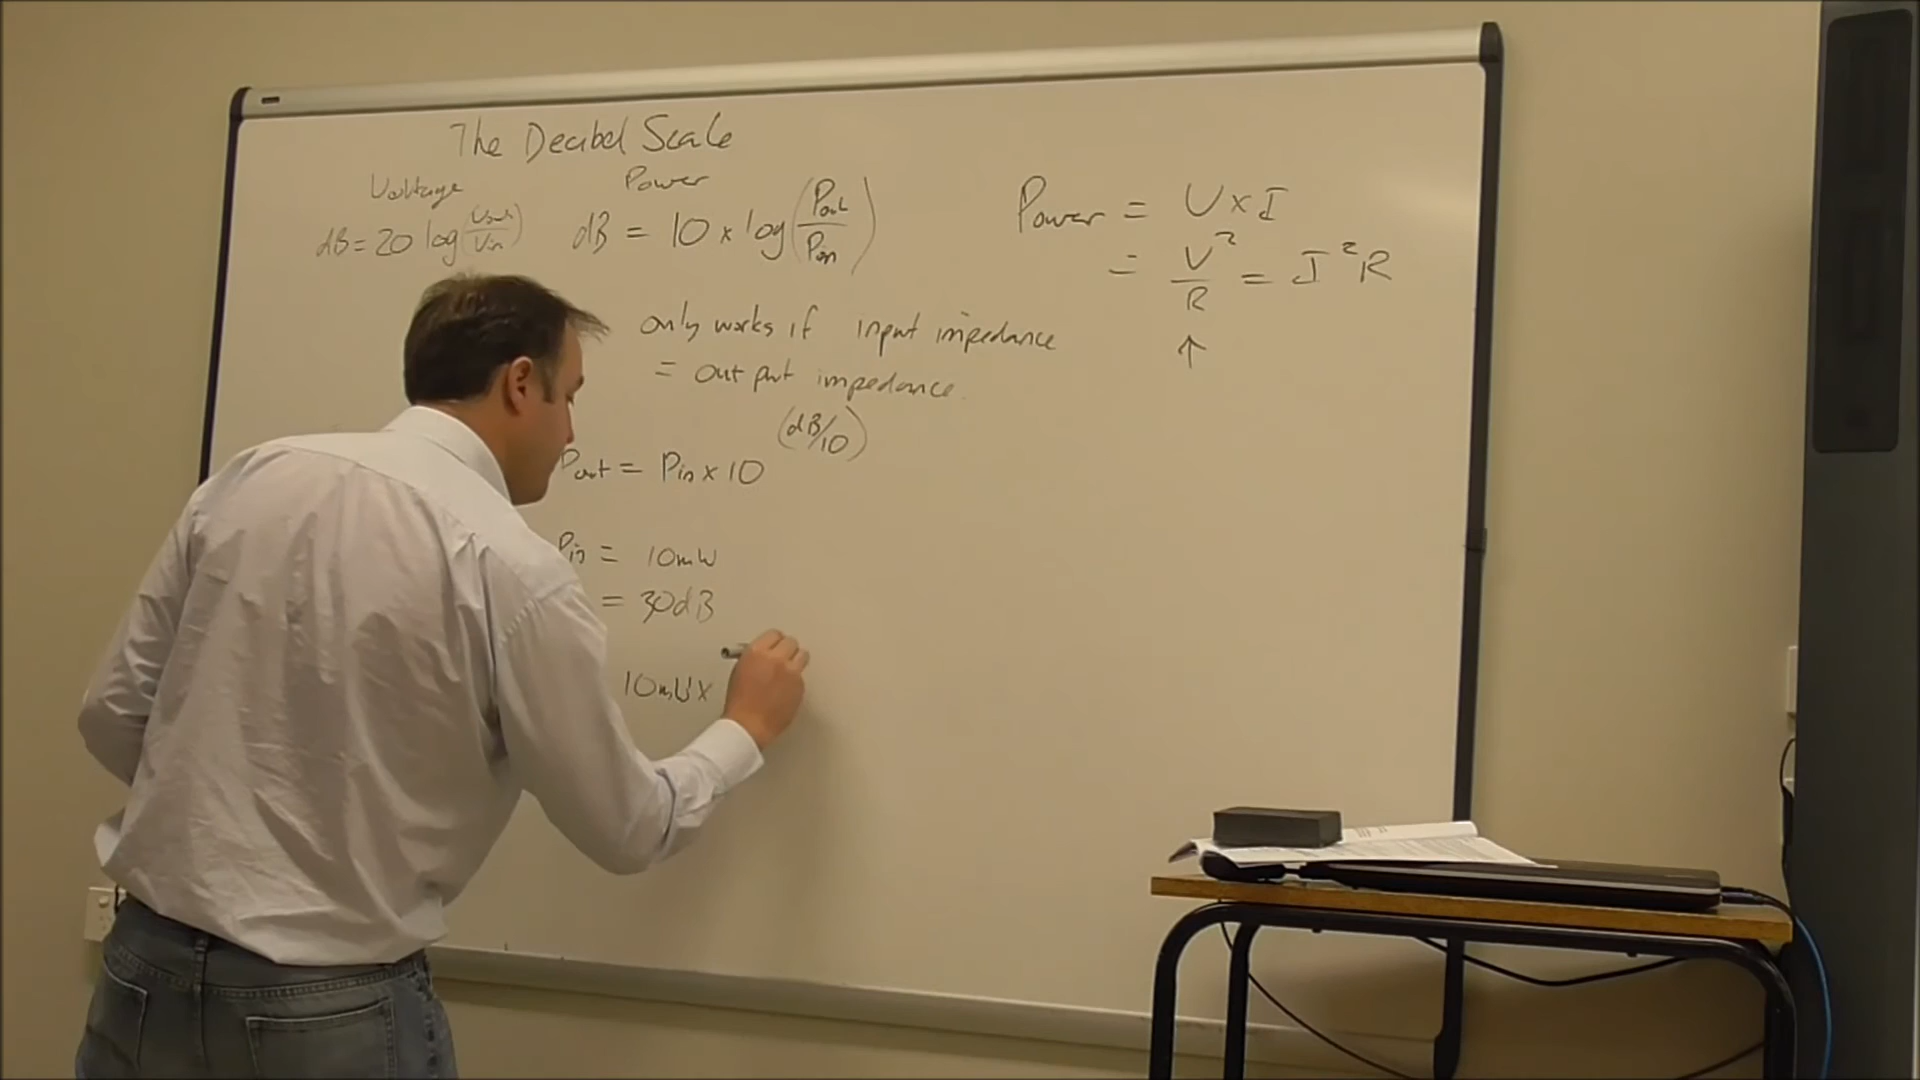 The Decibel Scale
Voltage
dB = 20 log (Vout/Vin)
Power
dB = 10 x log (Pout/Pin)
only works if input impedance
= output impedance.
Pout = Pin x 10^(dB/10)
Pin = 10mW
= 30dB
10mW x
Power = V x I
= V²/R = I²R
↑